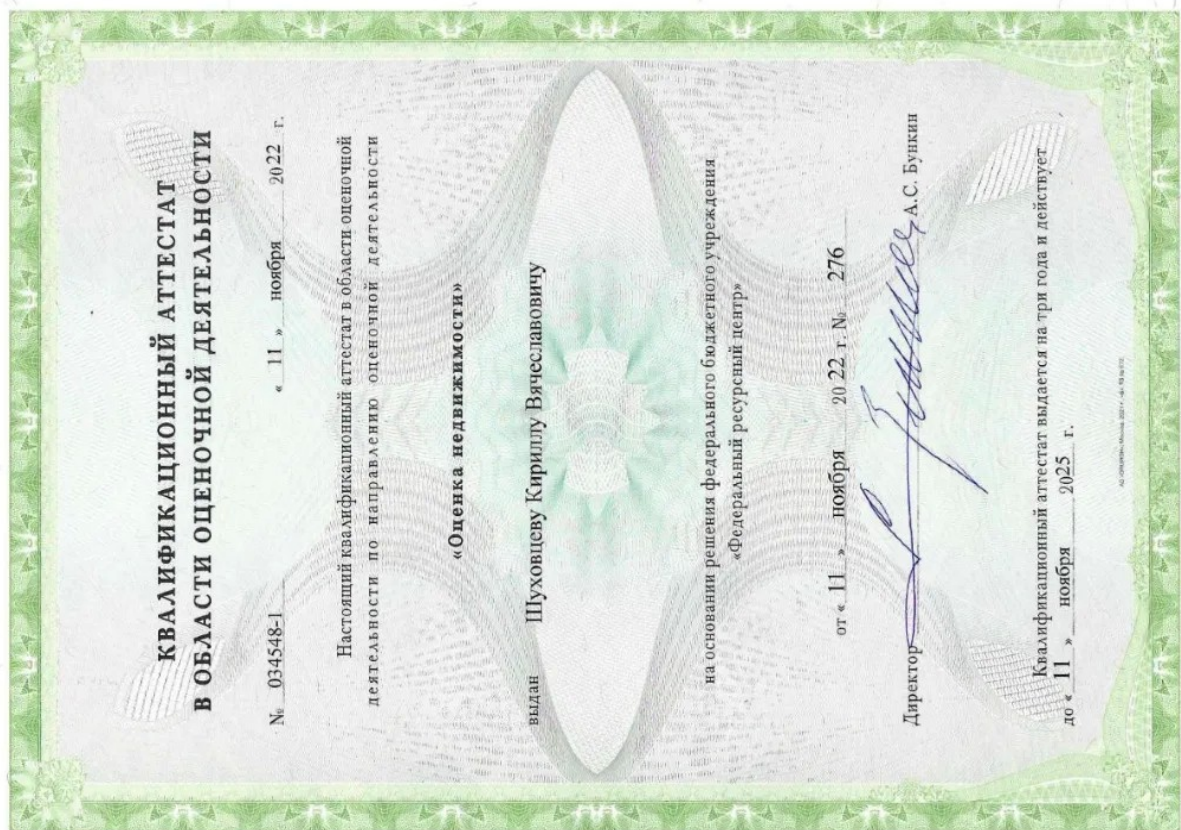 КВАЛИФИКАЦИОННЫЙ АТТЕСТАТ
В ОБЛАСТИ ОЦЕНОЧНОЙ ДЕЯТЕЛЬНОСТИ
№ 034548-1 « 11 » ноября 2022 г.
Настоящий квалификационный аттестат в области оценочной
деятельности по направлению оценочной деятельности
«Оценка недвижимости»
выдан Шуховцеву Кириллу Вячеславовичу
на основании решения федерального бюджетного учреждения
«Федеральный ресурсный центр»
от « 11 » ноября 20 22 г. № 276
Директор А.С. Бункин
Квалификационный аттестат выдается на три года и действует
до « 11 » ноября 2025 г.